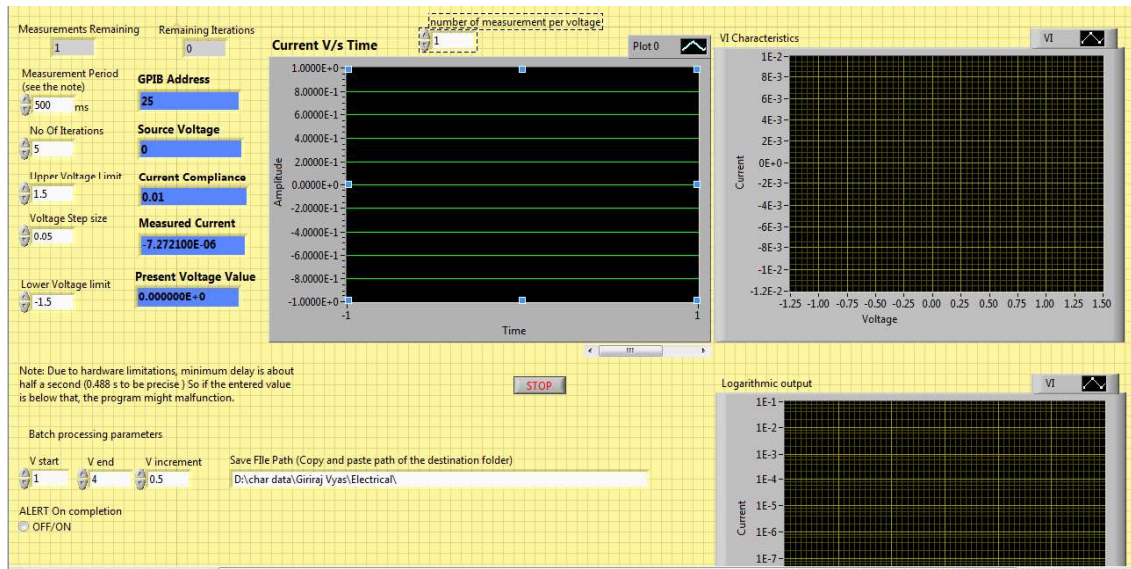 Measurements Remaining
1
Remaining Iterations
0
number of measurement per voltage
1
Measurement Period
(see the note)
500 ms
No Of Iterations
5
Upper Voltage Limit
1.5
Voltage Step size
0.05
Lower Voltage limit
-1.5
GPIB Address
25
Source Voltage
0
Current Compliance
0.01
Measured Current
-7.272100E-06
Present Voltage Value
0.000000E+0
Current V/s Time
Plot 0
Amplitude
1.0000E+0
8.0000E-1
6.0000E-1
4.0000E-1
2.0000E-1
0.0000E+0
-2.0000E-1
-4.0000E-1
-6.0000E-1
-8.0000E-1
-1.0000E+0
-1 1
Time
VI Characteristics
VI
Current
1E-2
8E-3
6E-3
4E-3
2E-3
0E+0
-2E-3
-4E-3
-6E-3
-8E-3
-1E-2
-1.2E-2
-1.25 -1.00 -0.75 -0.50 -0.25 0.00 0.25 0.50 0.75 1.00 1.25 1.50
Voltage
Note: Due to hardware limitations, minimum delay is about
half a second (0.488 s to be precise ) So if the entered value
is below that, the program might malfunction.
STOP
Batch processing parameters
V start V end V increment
1 4 0.5
Save FIle Path (Copy and paste path of the destination folder)
D:\char data\Giriraj Vyas\Electrical\
ALERT On completion
OFF/ON
Logarithmic output
VI
Current
1E-1
1E-2
1E-3
1E-4
1E-5
1E-6
1E-7